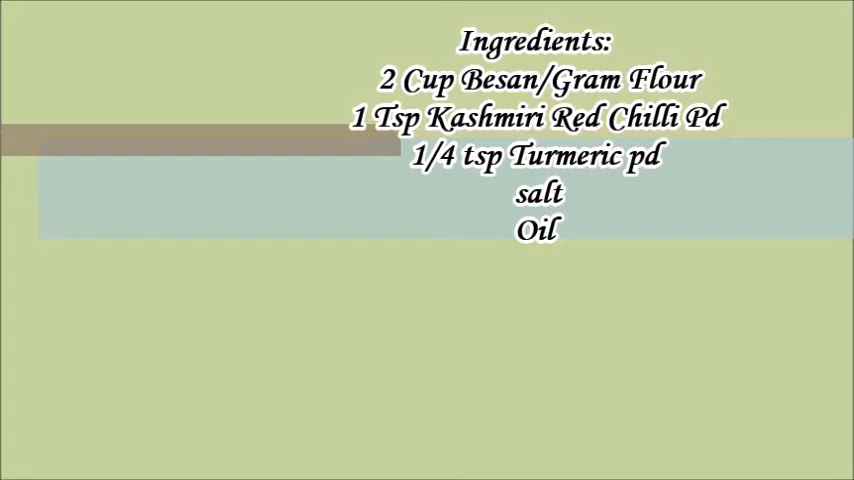 Ingredients:
2 Cup Besan/Gram Flour
1 Tsp Kashmiri Red Chilli Pd
1/4 tsp Turmeric pd
salt
Oil